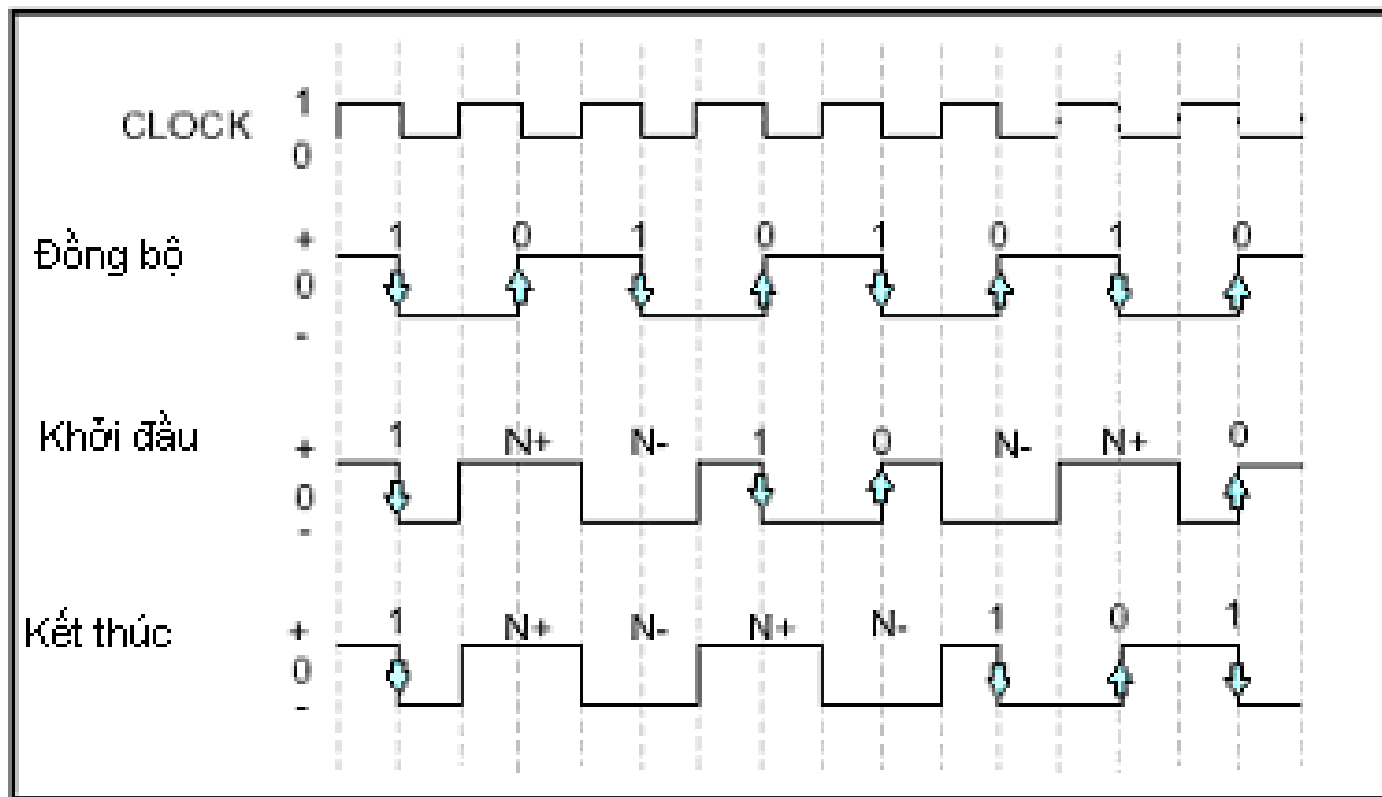 CLOCK 1
0
Đồng bộ + 1 0 1 0 1 0 1 0
0
-
Khởi đầu + 1 N+ N- 1 0 N- N+ 0
0
-
Kết thúc + 1 N+ N- N+ N- 1 0 1
0
-